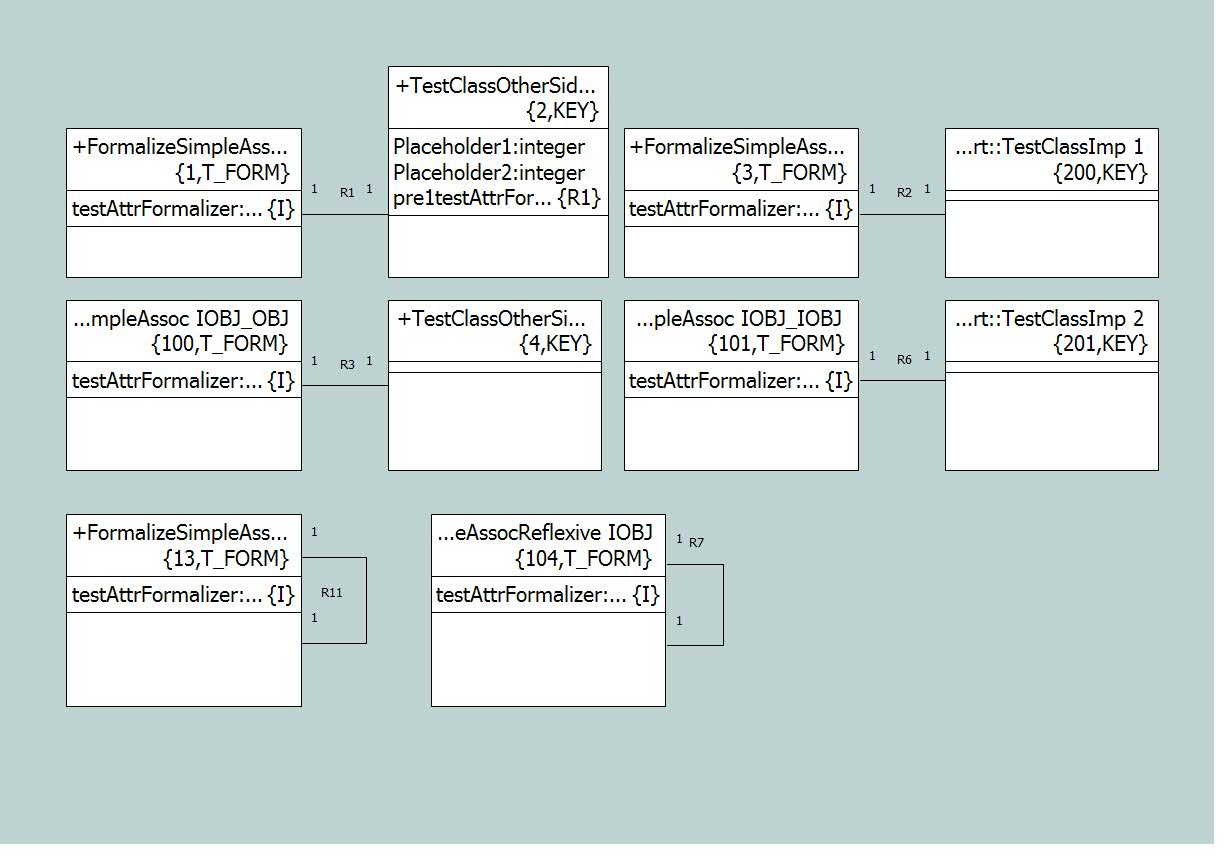 +FormalizeSimpleAss...
{1,T_FORM}
testAttrFormalizer:... {I}
1
R1
1
+TestClassOtherSid...
{2,KEY}
Placeholder1:integer
Placeholder2:integer
pre1testAttrFor... {R1}
+FormalizeSimpleAss...
{3,T_FORM}
testAttrFormalizer:... {I}
1
R2
1
...rt::TestClassImp 1
{200,KEY}
...mpleAssoc IOBJ_OBJ
{100,T_FORM}
testAttrFormalizer:... {I}
1
R3
1
+TestClassOtherSi...
{4,KEY}
...pleAssoc IOBJ_IOBJ
{101,T_FORM}
testAttrFormalizer:... {I}
1
R6
1
...rt::TestClassImp 2
{201,KEY}
+FormalizeSimpleAss...
{13,T_FORM}
testAttrFormalizer:... {I}
1
R11
1
...eAssocReflexive IOBJ
{104,T_FORM}
testAttrFormalizer:... {I}
1
R7
1